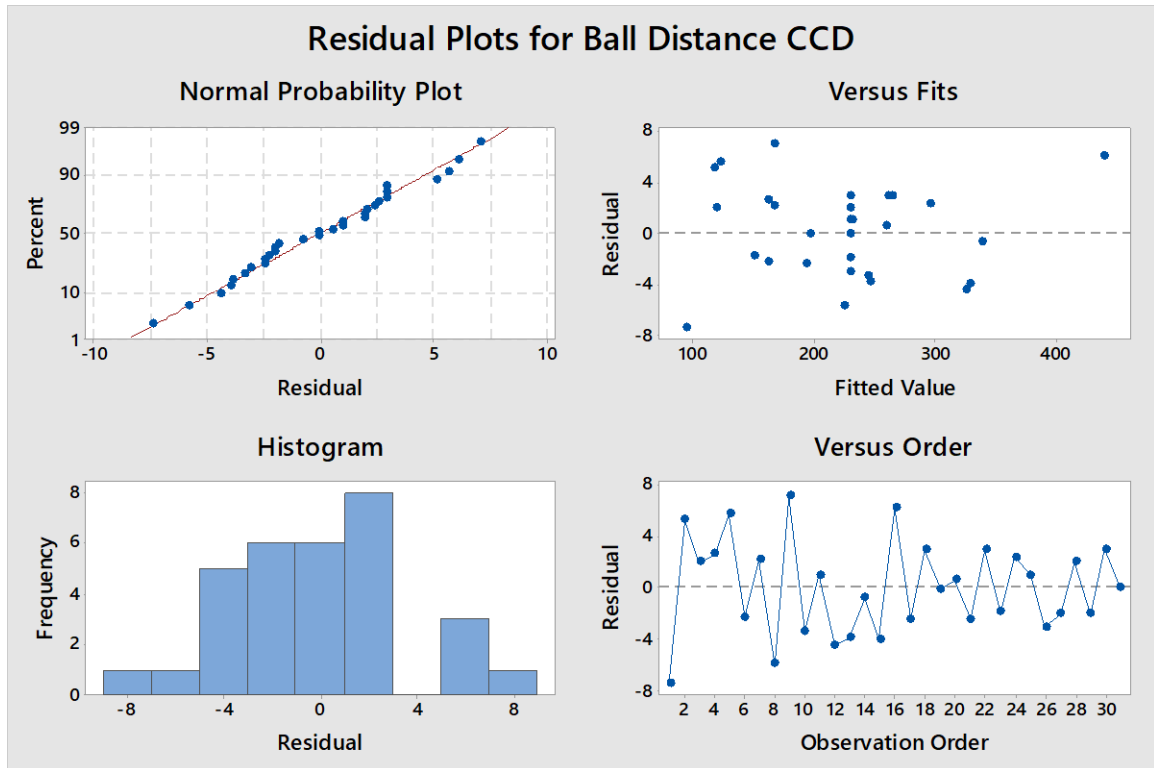 Residual Plots for Ball Distance CCD
Normal Probability Plot
99
90
50
10
1
Percent
-10 -5 0 5 10
Residual
Versus Fits
8
4
0
-4
-8
Residual
100 200 300 400
Fitted Value
Histogram
8
6
4
2
0
Frequency
-8 -4 0 4 8
Residual
Versus Order
8
4
0
-4
-8
Residual
2 4 6 8 10 12 14 16 18 20 22 24 26 28 30
Observation Order